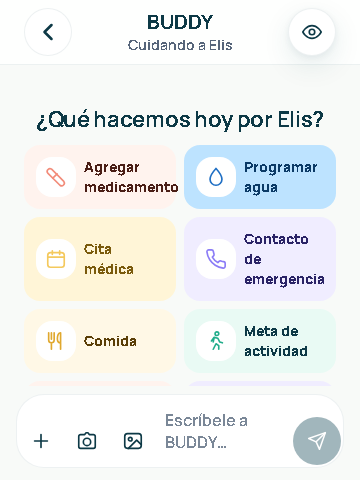 BUDDY
Cuidando a Elis
¿Qué hacemos hoy por Elis?
Agregar
medicamento
Programar
agua
Cita
médica
Contacto
de
emergencia
Comida
Meta de
actividad
Escríbele a
BUDDY...